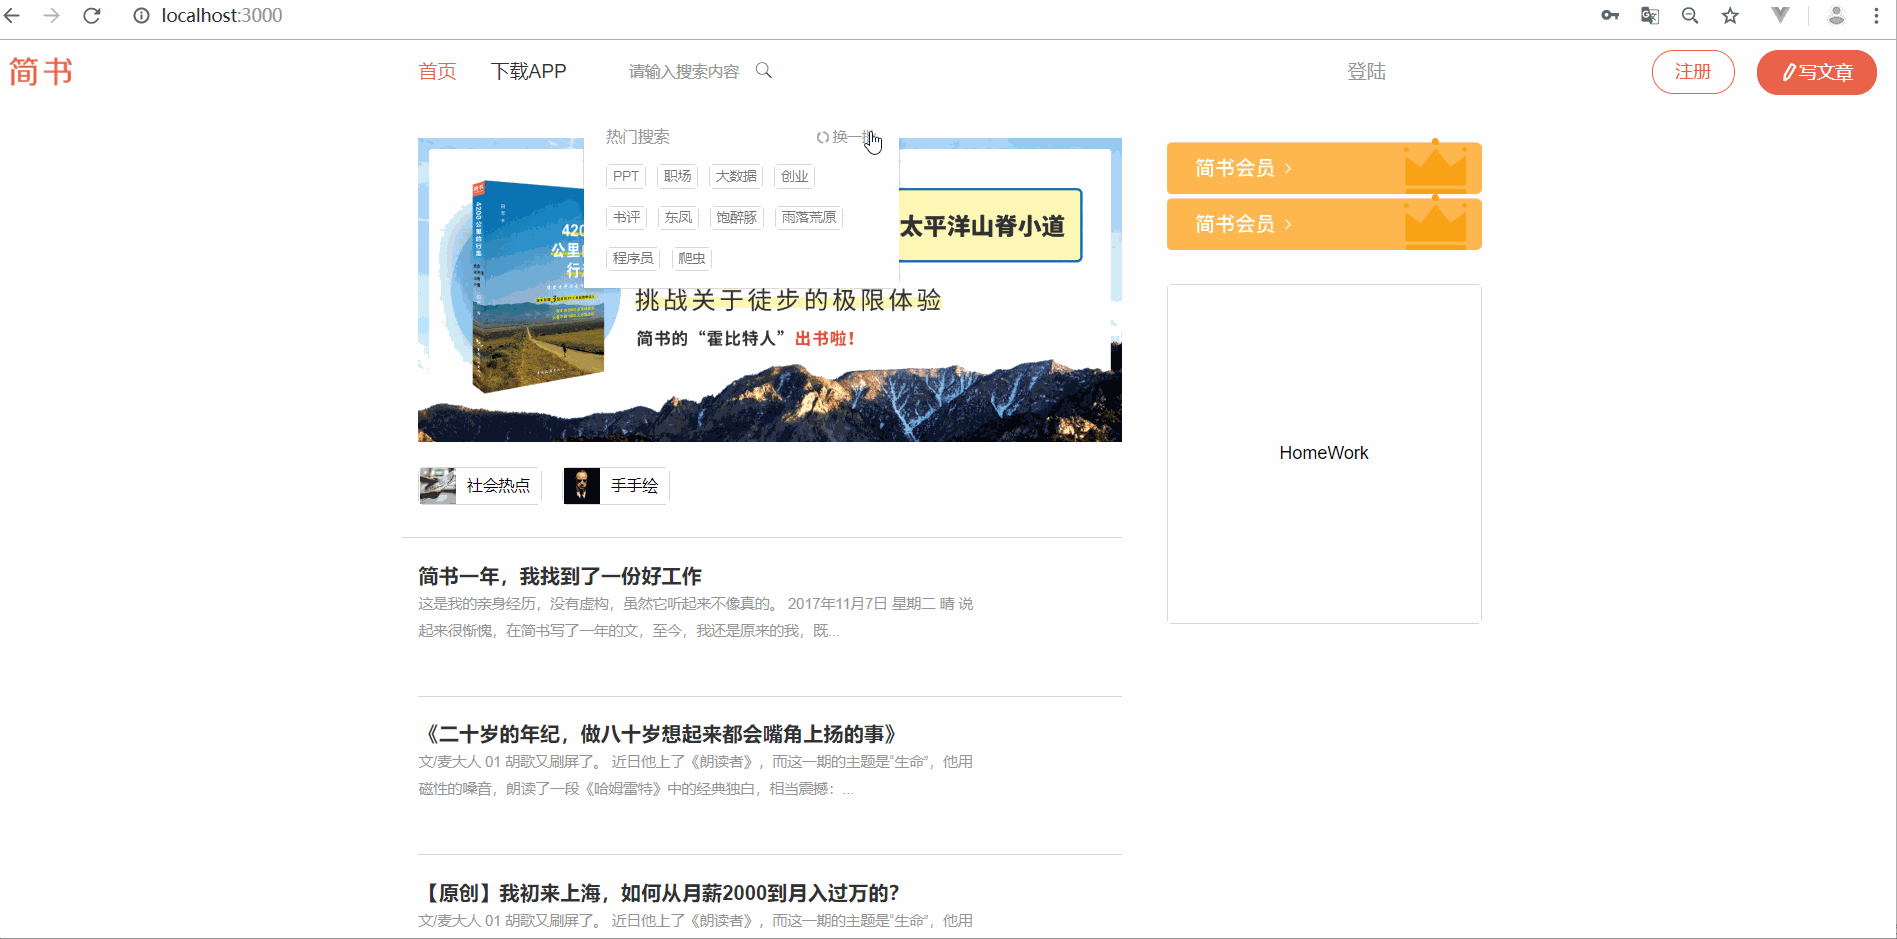 localhost:3000
简书
首页
下载APP
请输入搜索内容
登陆
注册
写文章
热门搜索
换一
PPT
职场
大数据
创业
书评
东凤
饱醉豚
雨落荒原
程序员
爬虫
简书
4200公里的行走
420
公里
行
太平洋山脊小道
挑战关于徒步的极限体验
简书的“霍比特人”出书啦！
简书会员
简书会员
HomeWork
社会热点
手手绘
简书一年，我找到了一份好工作
这是我的亲身经历，没有虚构，虽然它听起来不像真的。 2017年11月7日 星期二 晴 说
起来很惭愧，在简书写了一年的文，至今，我还是原来的我，既...
《二十岁的年纪，做八十岁想起来都会嘴角上扬的事》
文/麦大人 01 胡歌又刷屏了。 近日他上了《朗读者》，而这一期的主题是“生命”，他用
磁性的嗓音，朗读了一段《哈姆雷特》中的经典独白，相当震撼：...
【原创】我初来上海，如何从月薪2000到月入过万的？
文/麦大人 01 胡歌又刷屏了。 近日他上了《朗读者》，而这一期的主题是“生命”，他用